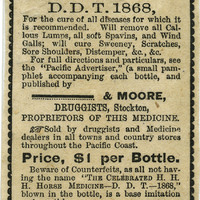 D. D. T. 1868,
For the cure of all diseases for which it
is recommended. Will remove all Cal-
lous Lumps, all soft Spavins, and Wind
Galls; will cure Sweeney, Scratches,
Sore Shoulders, Distemper, &c., &c.
For full directions and particulars, see
the "Pacific Advertiser," (a small pam-
phlet accompanying each bottle, and
published by
& MOORE,
DRUGGISTS, Stockton,
PROPRIETORS OF THIS MEDICINE.
Sold by druggists and Medicine
dealers in all towns and country stores
throughout the Pacific Coast.
Price, $1 per Bottle.
Beware of Counterfeits, as all not hav-
ing the name "THE CELEBRATED H. H.
H. HORSE MEDICINE—D. D. T.—1868,"
blown in the bottle, is a base imitation